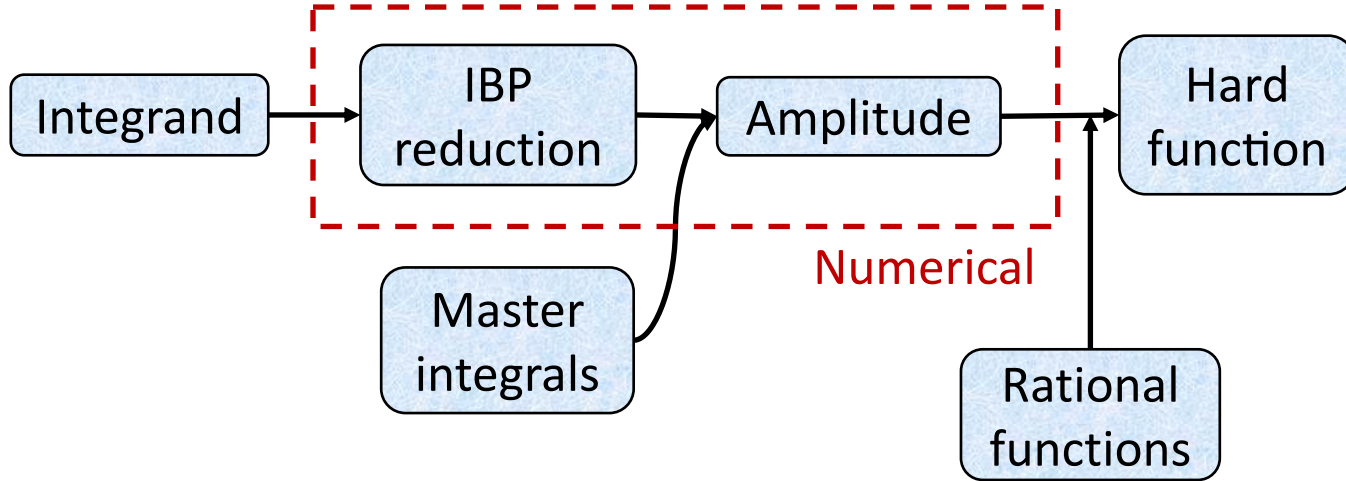 Integrand
IBP
reduction
Amplitude
Hard
function
Numerical
Master
integrals
Rational
functions